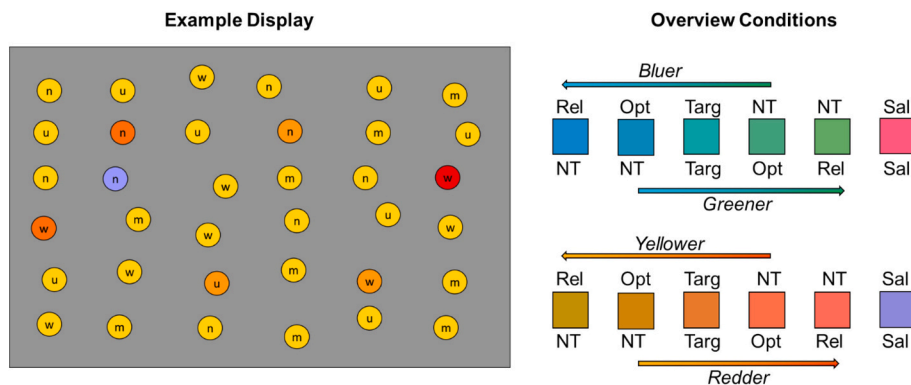 Example Display
Overview Conditions
n u w n u m
u n u n m u
n n w m n w
w m w n u w
u w u m w m
w m n m u m
Bluer
Rel Opt Targ NT NT Sal
NT NT Targ Opt Rel Sal
Greener
Yellower
Rel Opt Targ NT NT Sal
NT NT Targ Opt Rel Sal
Redder